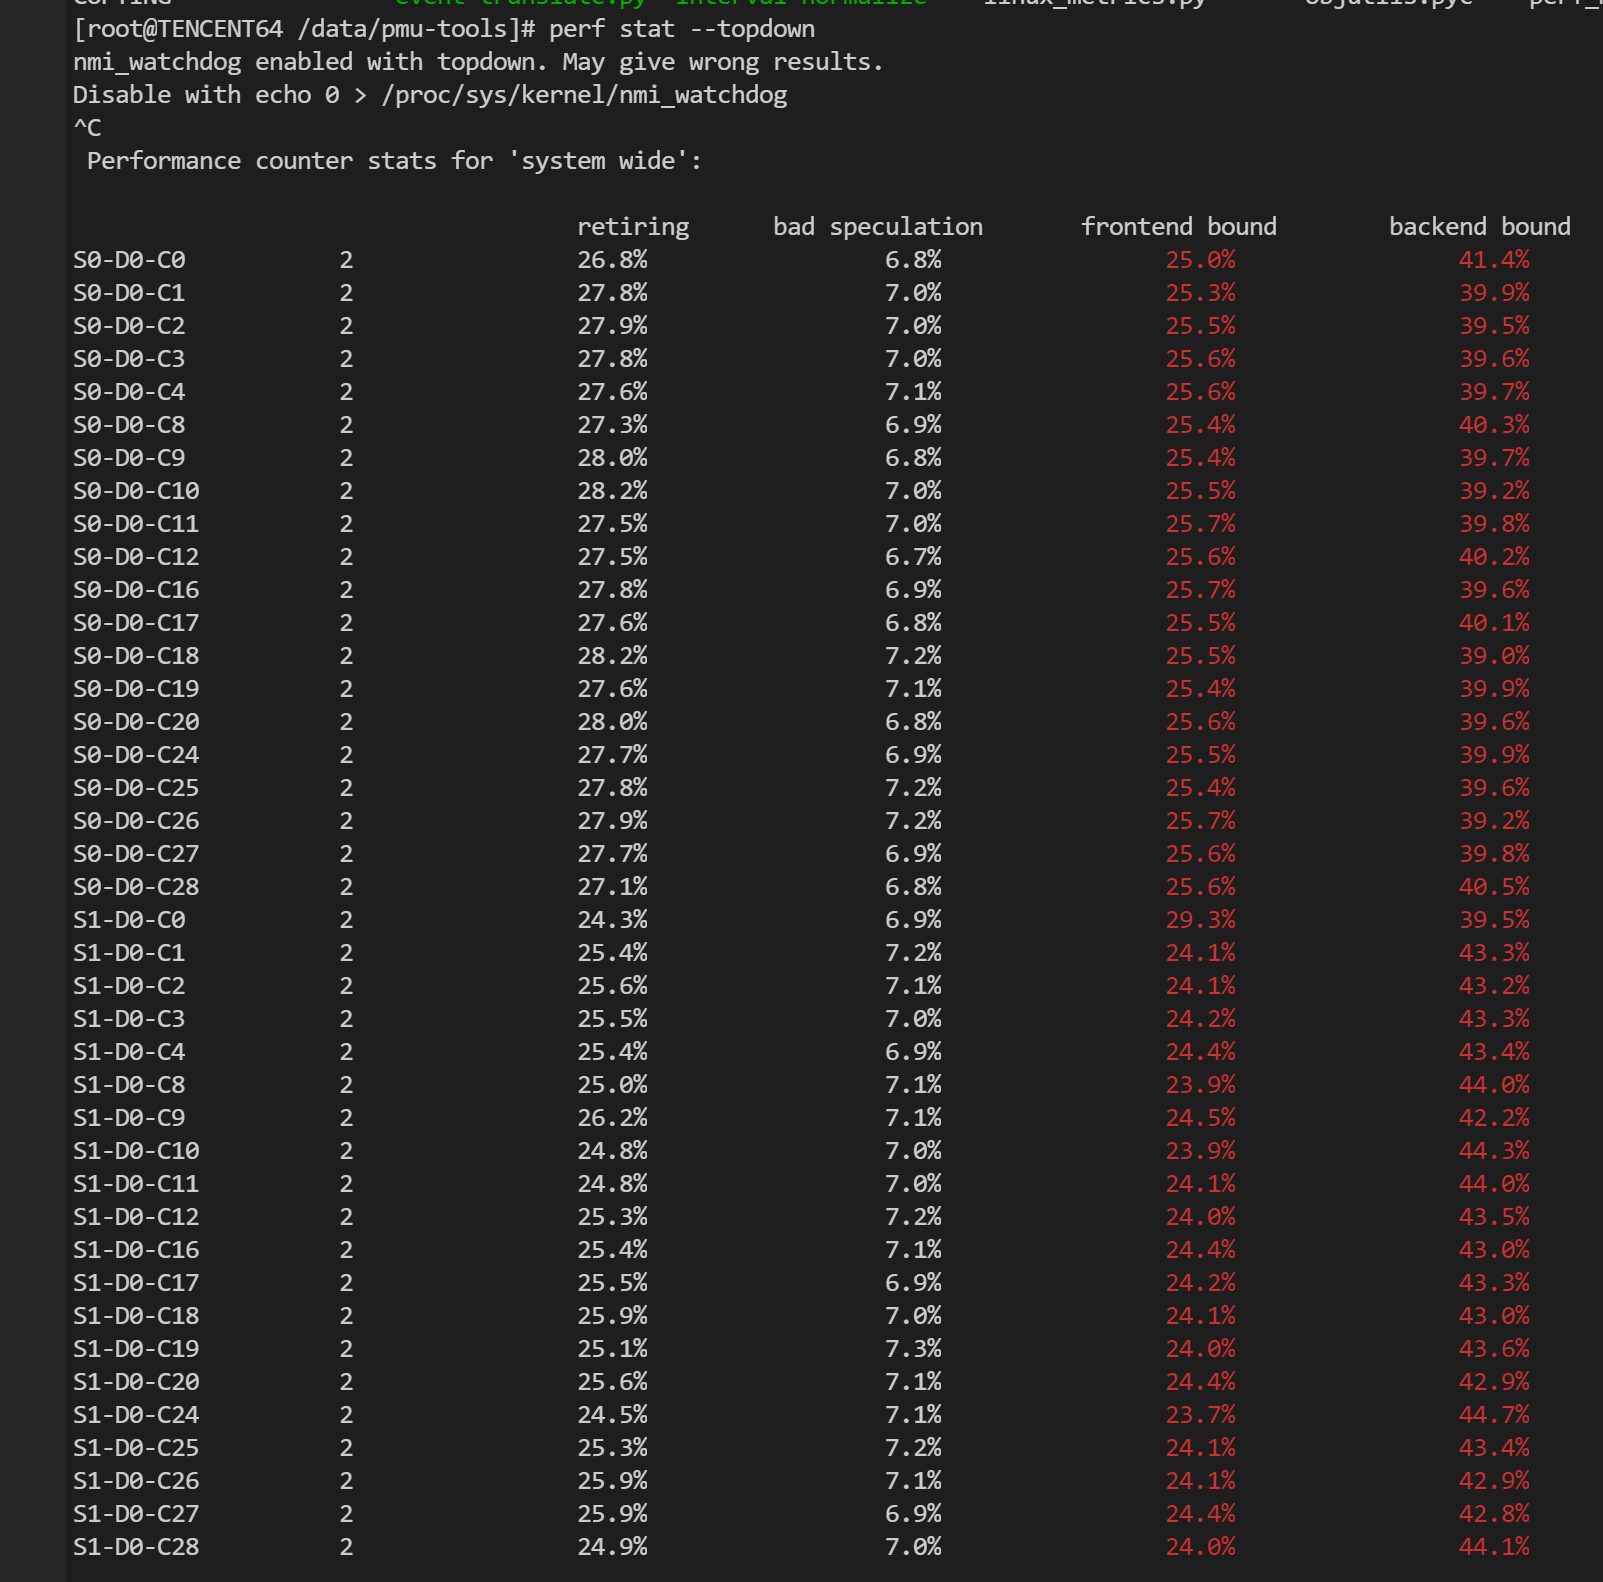 COPYING event-translate.py interval-normalize linux_metrics.py objutils.pyc
[root@TENCENT64 /data/pmu-tools]# perf stat --topdown
nmi_watchdog enabled with topdown. May give wrong results.
Disable with echo 0 > /proc/sys/kernel/nmi_watchdog
^C
Performance counter stats for 'system wide':
retiring bad speculation frontend bound backend bound
S0-D0-C0 2 26.8% 6.8% 25.0% 41.4%
S0-D0-C1 2 27.8% 7.0% 25.3% 39.9%
S0-D0-C2 2 27.9% 7.0% 25.5% 39.5%
S0-D0-C3 2 27.8% 7.0% 25.6% 39.6%
S0-D0-C4 2 27.6% 7.1% 25.6% 39.7%
S0-D0-C8 2 27.3% 6.9% 25.4% 40.3%
S0-D0-C9 2 28.0% 6.8% 25.4% 39.7%
S0-D0-C10 2 28.2% 7.0% 25.5% 39.2%
S0-D0-C11 2 27.5% 7.0% 25.7% 39.8%
S0-D0-C12 2 27.5% 6.7% 25.6% 40.2%
S0-D0-C16 2 27.8% 6.9% 25.7% 39.6%
S0-D0-C17 2 27.6% 6.8% 25.5% 40.1%
S0-D0-C18 2 28.2% 7.2% 25.5% 39.0%
S0-D0-C19 2 27.6% 7.1% 25.4% 39.9%
S0-D0-C20 2 28.0% 6.8% 25.6% 39.6%
S0-D0-C24 2 27.7% 6.9% 25.5% 39.9%
S0-D0-C25 2 27.8% 7.2% 25.4% 39.6%
S0-D0-C26 2 27.9% 7.2% 25.7% 39.2%
S0-D0-C27 2 27.7% 6.9% 25.6% 39.8%
S0-D0-C28 2 27.1% 6.8% 25.6% 40.5%
S1-D0-C0 2 24.3% 6.9% 29.3% 39.5%
S1-D0-C1 2 25.4% 7.2% 24.1% 43.3%
S1-D0-C2 2 25.6% 7.1% 24.1% 43.2%
S1-D0-C3 2 25.5% 7.0% 24.2% 43.3%
S1-D0-C4 2 25.4% 6.9% 24.4% 43.4%
S1-D0-C8 2 25.0% 7.1% 23.9% 44.0%
S1-D0-C9 2 26.2% 7.1% 24.5% 42.2%
S1-D0-C10 2 24.8% 7.0% 23.9% 44.3%
S1-D0-C11 2 24.8% 7.0% 24.1% 44.0%
S1-D0-C12 2 25.3% 7.2% 24.0% 43.5%
S1-D0-C16 2 25.4% 7.1% 24.4% 43.0%
S1-D0-C17 2 25.5% 6.9% 24.2% 43.3%
S1-D0-C18 2 25.9% 7.0% 24.1% 43.0%
S1-D0-C19 2 25.1% 7.3% 24.0% 43.6%
S1-D0-C20 2 25.6% 7.1% 24.4% 42.9%
S1-D0-C24 2 24.5% 7.1% 23.7% 44.7%
S1-D0-C25 2 25.3% 7.2% 24.1% 43.4%
S1-D0-C26 2 25.9% 7.1% 24.1% 42.9%
S1-D0-C27 2 25.9% 6.9% 24.4% 42.8%
S1-D0-C28 2 24.9% 7.0% 24.0% 44.1%